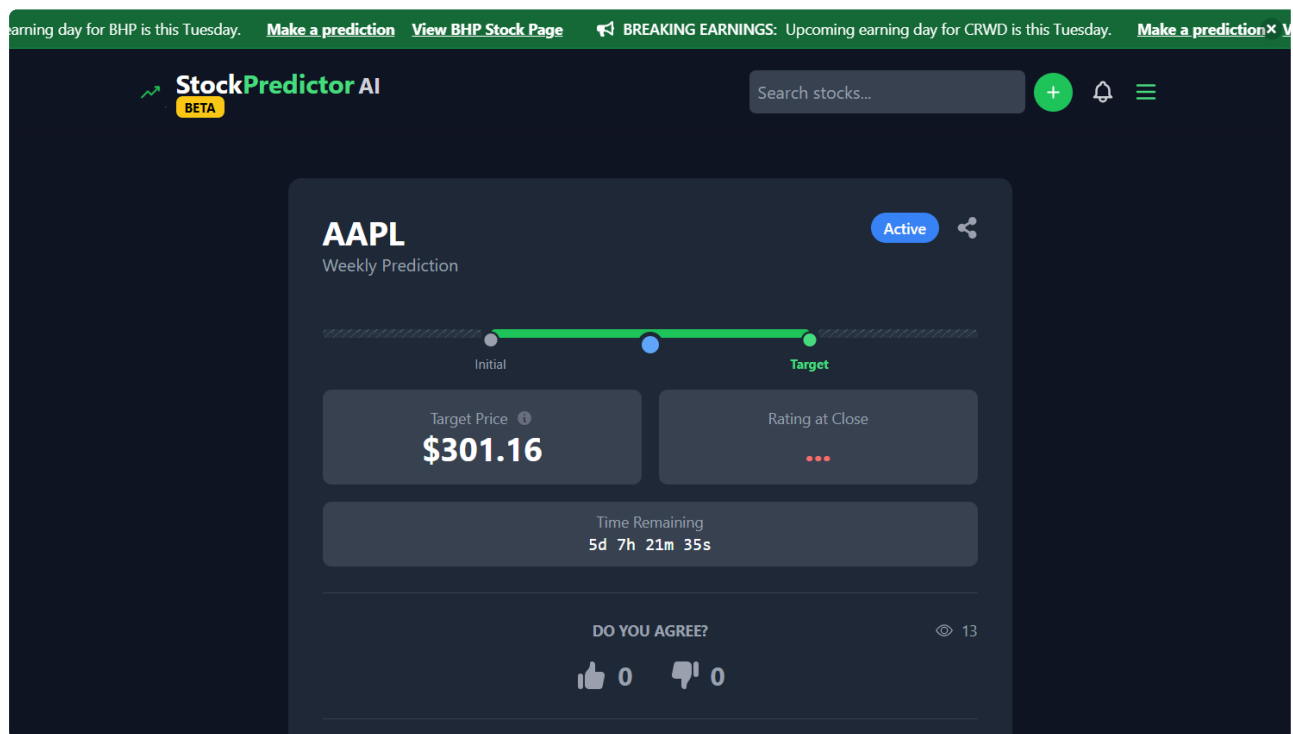 earning day for BHP is this Tuesday. Make a prediction View BHP Stock Page BREAKING EARNINGS: Upcoming earning day for CRWD is this Tuesday. Make a prediction
StockPredictor AI
BETA
Search stocks...
AAPL
Active
Weekly Prediction
Initial
Target
Target Price
$301.16
Rating at Close
...
Time Remaining
5d 7h 21m 35s
DO YOU AGREE?
13
0
0